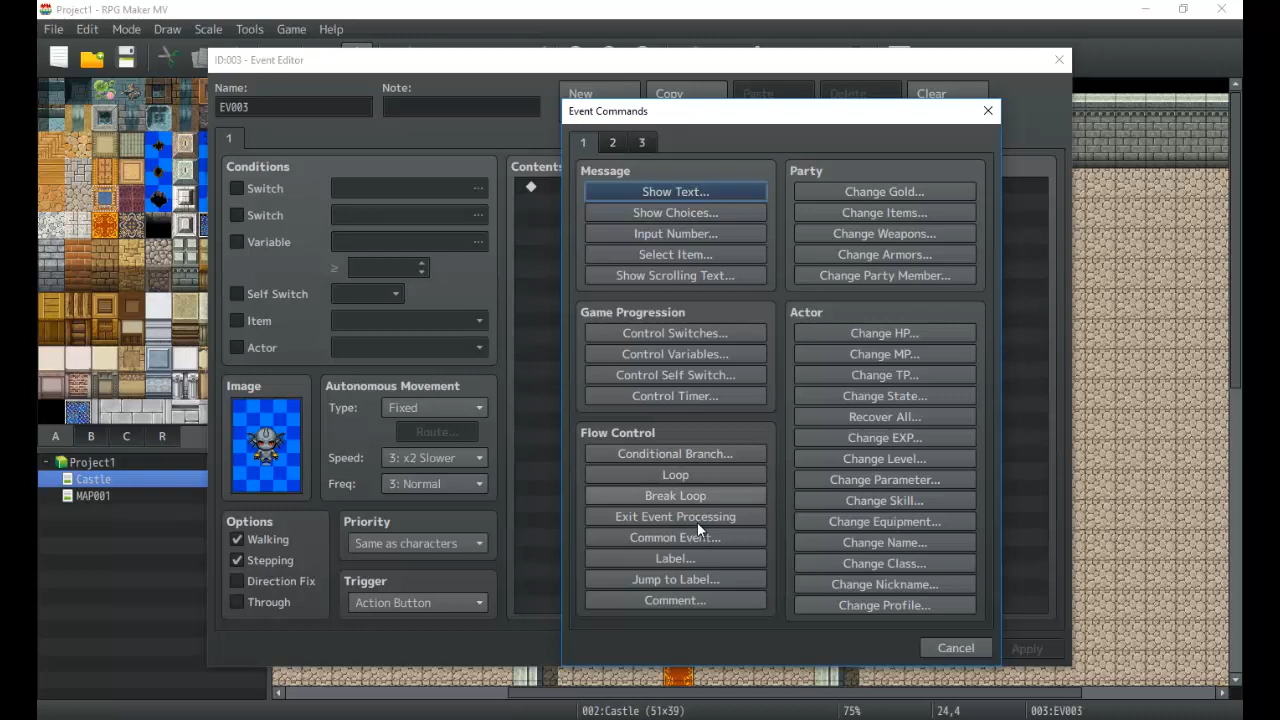 Project1 - RPG Maker MV
File Edit Mode Draw Scale Tools Game Help
ID:003 - Event Editor
Name:
Note:
EV003
New
Copy
Paste
Delete
Clear
1
Conditions
Switch
...
Switch
...
Variable
...
≥
Self Switch
Item
Actor
Image
Autonomous Movement
Type:
Fixed
Route...
Speed:
3: x2 Slower
Freq:
3: Normal
Options
Walking
Stepping
Direction Fix
Through
Priority
Same as characters
Trigger
Action Button
Contents
Event Commands
1 2 3
Message
Show Text...
Show Choices...
Input Number...
Select Item...
Show Scrolling Text...
Game Progression
Control Switches...
Control Variables...
Control Self Switch...
Control Timer...
Flow Control
Conditional Branch...
Loop
Break Loop
Exit Event Processing
Common Event...
Label...
Jump to Label...
Comment...
Party
Change Gold...
Change Items...
Change Weapons...
Change Armors...
Change Party Member...
Actor
Change HP...
Change MP...
Change TP...
Change State...
Recover All...
Change EXP...
Change Level...
Change Parameter...
Change Skill...
Change Equipment...
Change Name...
Change Class...
Change Nickname...
Change Profile...
Cancel
Apply
A B C R
Project1
Castle
MAP001
002:Castle (51x39)
75%
24,4
003:EV003